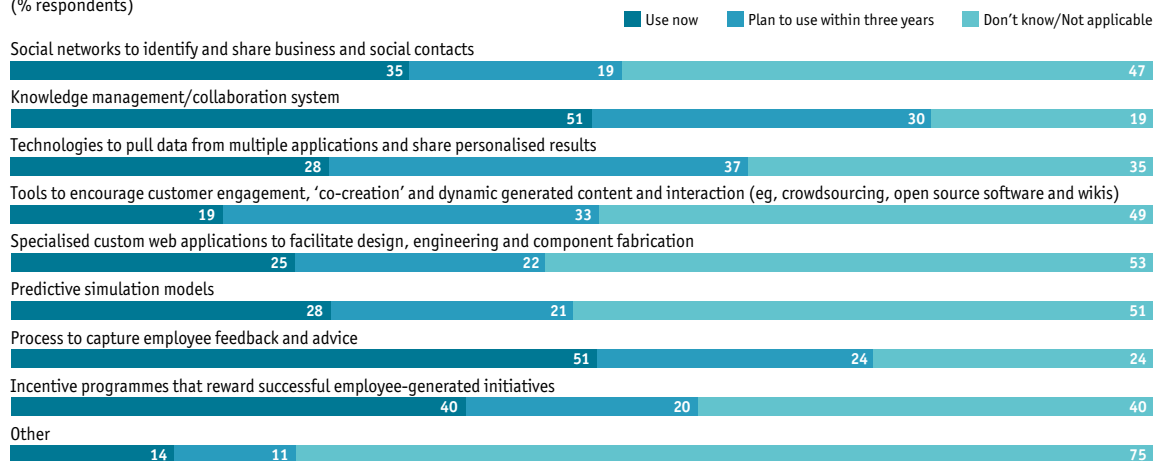 (% respondents)
Use now Plan to use within three years Don't know/Not applicable
Social networks to identify and share business and social contacts
35 19 47
Knowledge management/collaboration system
51 30 19
Technologies to pull data from multiple applications and share personalised results
28 37 35
Tools to encourage customer engagement, ‘co-creation’ and dynamic generated content and interaction (eg, crowdsourcing, open source software and wikis)
19 33 49
Specialised custom web applications to facilitate design, engineering and component fabrication
25 22 53
Predictive simulation models
28 21 51
Process to capture employee feedback and advice
51 24 24
Incentive programmes that reward successful employee-generated initiatives
40 20 40
Other
14 11 75